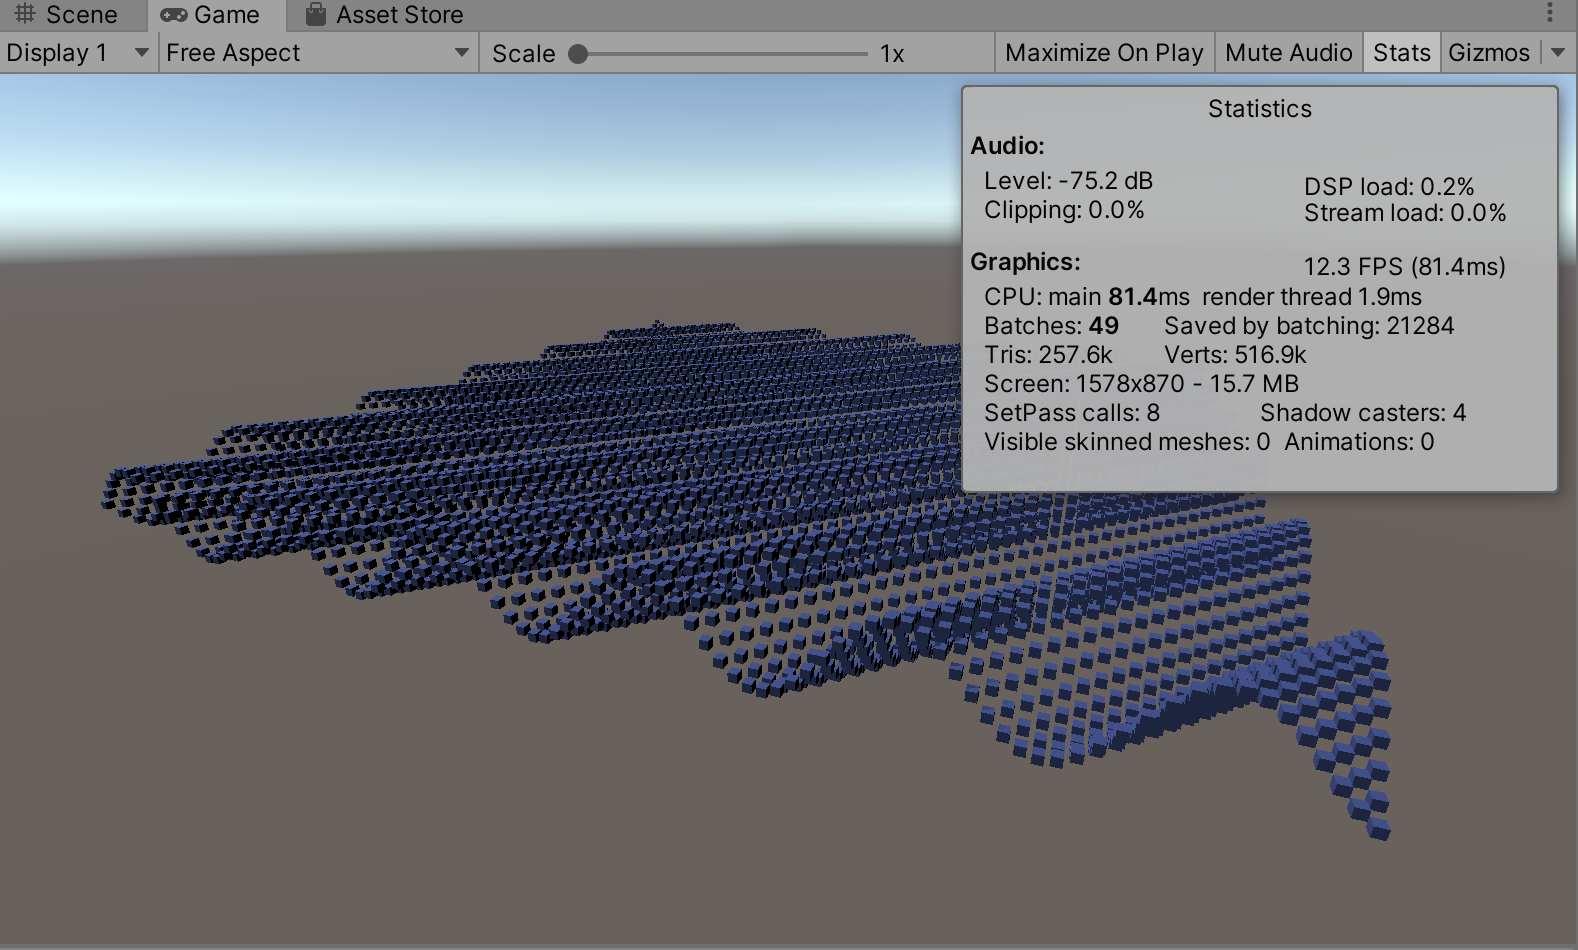 Scene Game Asset Store
Display 1 Free Aspect Scale 1x Maximize On Play Mute Audio Stats Gizmos
Statistics
Audio:
Level: -75.2 dB DSP load: 0.2%
Clipping: 0.0% Stream load: 0.0%
Graphics: 12.3 FPS (81.4ms)
CPU: main 81.4ms render thread 1.9ms
Batches: 49 Saved by batching: 21284
Tris: 257.6k Verts: 516.9k
Screen: 1578x870 - 15.7 MB
SetPass calls: 8 Shadow casters: 4
Visible skinned meshes: 0 Animations: 0